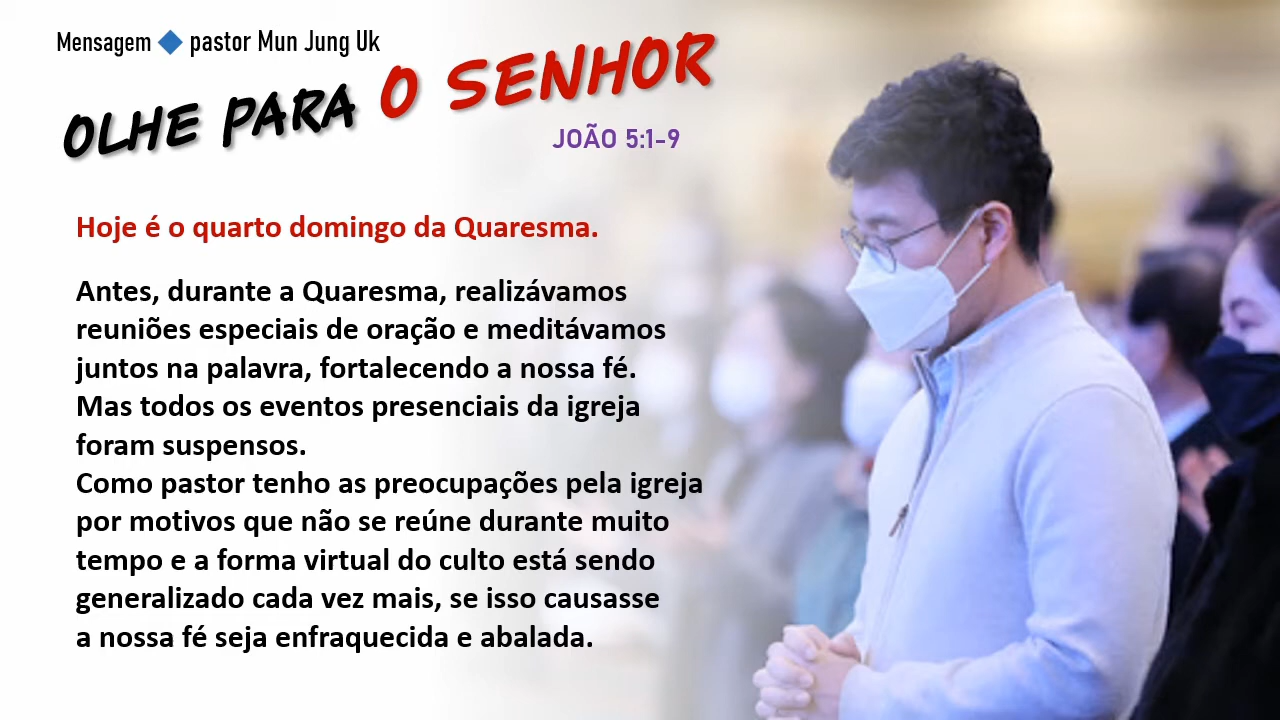 Mensagem ◆ pastor Mun Jung Uk
OLHE PARA O SENHOR
JOÃO 5:1-9
Hoje é o quarto domingo da Quaresma.
Antes, durante a Quaresma, realizávamos
reuniões especiais de oração e meditávamos
juntos na palavra, fortalecendo a nossa fé.
Mas todos os eventos presenciais da igreja
foram suspensos.
Como pastor tenho as preocupações pela igreja
por motivos que não se reúne durante muito
tempo e a forma virtual do culto está sendo
generalizado cada vez mais, se isso causasse
a nossa fé seja enfraquecida e abalada.